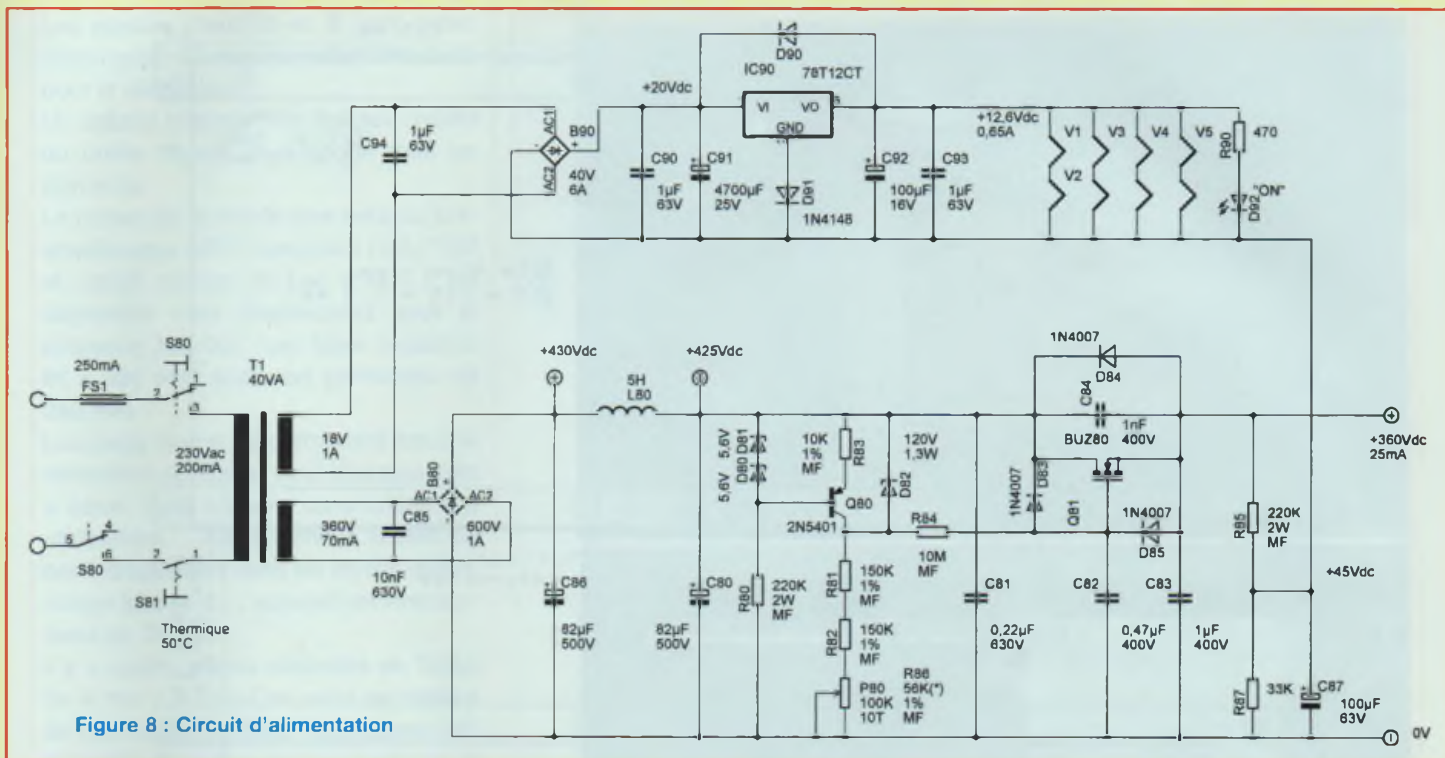 D90
IC90 78T12CT
+20Vdc
VI VO
GND
+12,6Vdc
0,65A
V1 V3 V4 V5
V2
1µF
63V
C94
AC1
AC2
B90
40V
6A
C90
1µF
63V
C91
4700µF
25V
D91
1N4148
C92
100µF
16V
C93
1µF
63V
R90
470
"ON"
D92
S80
250mA
FS1
2
1
T1
40VA
230Vac
200mA
18V
1A
360V
70mA
5
4
S80
2
1
S81
Thermique
50°C
C85
10nF
630V
B80
AC1 AC2
600V
1A
+430Vdc
5H
L80
+425Vdc
C86
82µF
500V
C80
82µF
500V
5,6V D81
5,6V D80
R80
220K
2W
MF
10K
1%
MF
R83
Q80
2N5401
120V
1,3W
D82
R84
10M
MF
R81
150K
1%
MF
R82
150K
1%
MF
P80
100K
10T
R86
56K(*)
1%
MF
C81
0,22µF
630V
1N4007
D84
C84
1nF
400V
BUZ80
1N4007
D83
Q81
1N4007
D85
C82
0,47µF
400V
C83
1µF
400V
+360Vdc
25mA
R85
220K
2W
MF
+45Vdc
R87
33K
C87
100µF
63V
0V
Figure 8 : Circuit d'alimentation